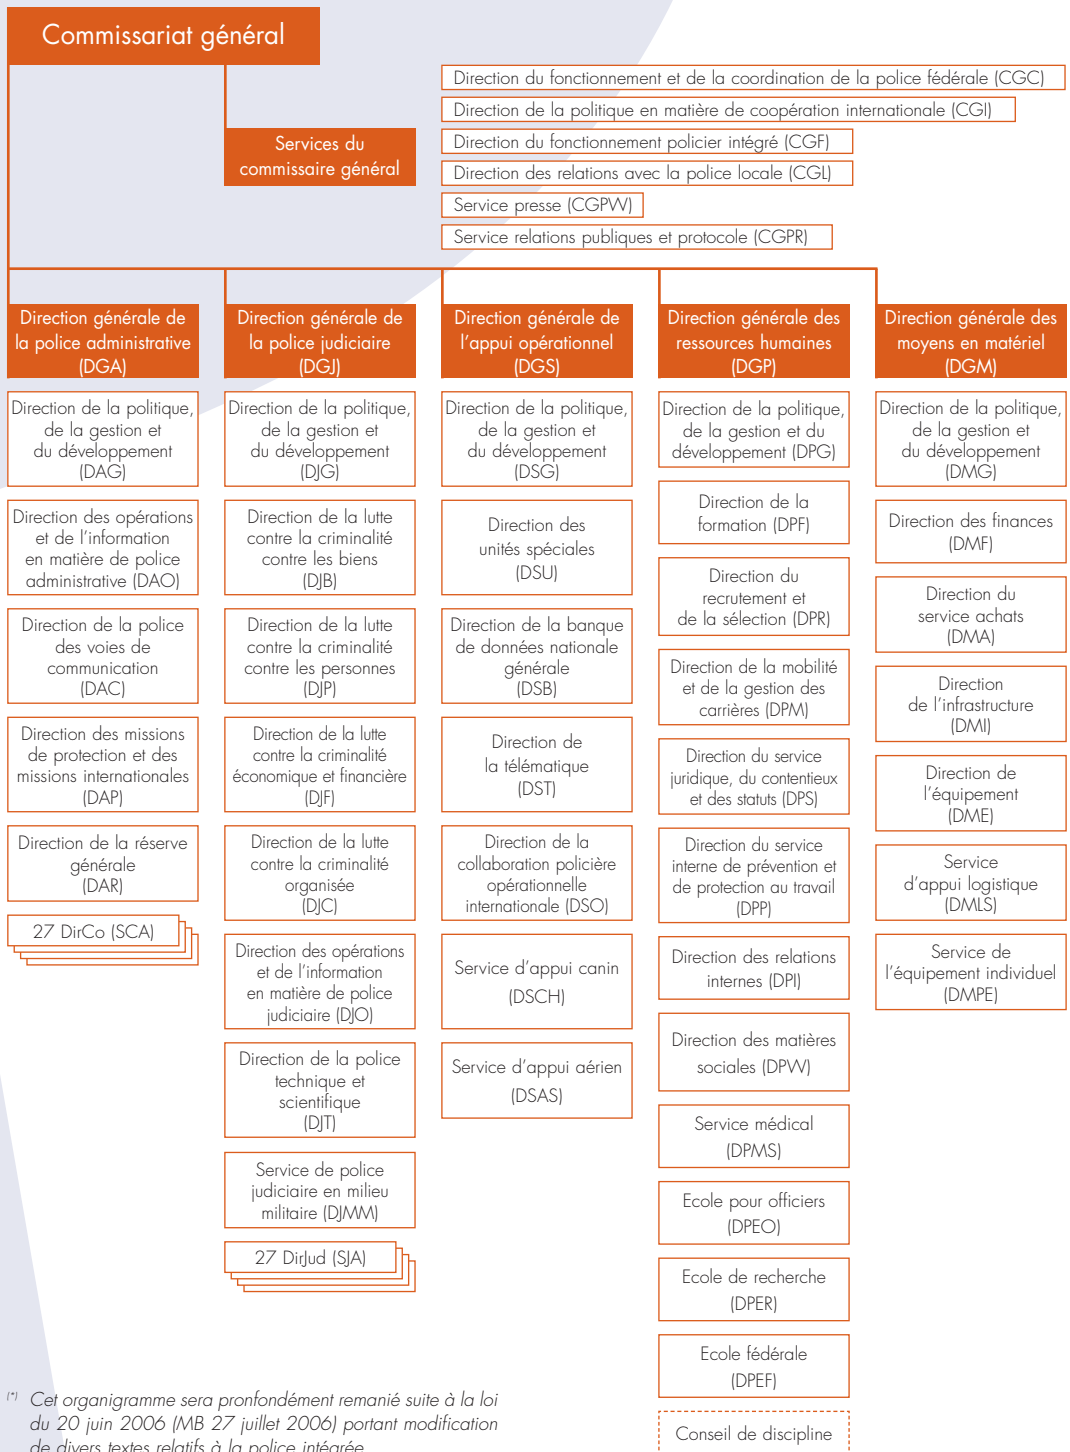 Commissariat général
Services du
commissaire général
Direction du fonctionnement et de la coordination de la police fédérale (CGC)
Direction de la politique en matière de coopération internationale (CGI)
Direction du fonctionnement policier intégré (CGF)
Direction des relations avec la police locale (CGL)
Service presse (CGPW)
Service relations publiques et protocole (CGPR)
Direction générale de
la police administrative
(DGA)
Direction de la politique,
de la gestion et
du développement
(DAG)
Direction des opérations
et de l'information
en matière de police
administrative (DAO)
Direction de la police
des voies de
communication
(DAC)
Direction des missions
de protection et des
missions internationales
(DAP)
Direction de la réserve
générale
(DAR)
27 DirCo (SCA)
Direction générale de
la police judiciaire
(DGJ)
Direction de la politique,
de la gestion et
du développement
(DJG)
Direction de la lutte
contre la criminalité
contre les biens
(DJB)
Direction de la lutte
contre la criminalité
contre les personnes
(DJP)
Direction de la lutte
contre la criminalité
économique et financière
(DJF)
Direction de la lutte
contre la criminalité
organisée
(DJC)
Direction des opérations
et de l'information
en matière de police
judiciaire (DJO)
Direction de la police
technique et
scientifique
(DJT)
Service de police
judiciaire en milieu
militaire (DJMM)
27 DirJud (SJA)
Direction générale de
l'appui opérationnel
(DGS)
Direction de la politique,
de la gestion et
du développement
(DSG)
Direction des
unités spéciales
(DSU)
Direction de la banque
de données nationale
générale
(DSB)
Direction de
la télématique
(DST)
Direction de la
collaboration policière
opérationnelle
internationale (DSO)
Service d'appui canin
(DSCH)
Service d'appui aérien
(DSAS)
Direction générale des
ressources humaines
(DGP)
Direction de la politique,
de la gestion et du
développement (DPG)
Direction de la
formation (DPF)
Direction du
recrutement et
de la sélection (DPR)
Direction de la mobilité
et de la gestion des
carrières (DPM)
Direction du service
juridique, du contentieux
et des statuts (DPS)
Direction du service
interne de prévention et
de protection au travail
(DPP)
Direction des relations
internes (DPI)
Direction des matières
sociales (DPW)
Service médical
(DPMS)
Ecole pour officiers
(DPEO)
Ecole de recherche
(DPER)
Ecole fédérale
(DPEF)
Conseil de discipline
Direction générale des
moyens en matériel
(DGM)
Direction de la politique,
de la gestion et
du développement
(DMG)
Direction des finances
(DMF)
Direction du
service achats
(DMA)
Direction
de l'infrastructure
(DMI)
Direction de
l'équipement
(DME)
Service
d'appui logistique
(DMLS)
Service de
l'équipement individuel
(DMPE)
(*) Cet organigramme sera pronfondément remanié suite à la loi
du 20 juin 2006 (MB 27 juillet 2006) portant modification
de divers textes relatifs à la police intégrée